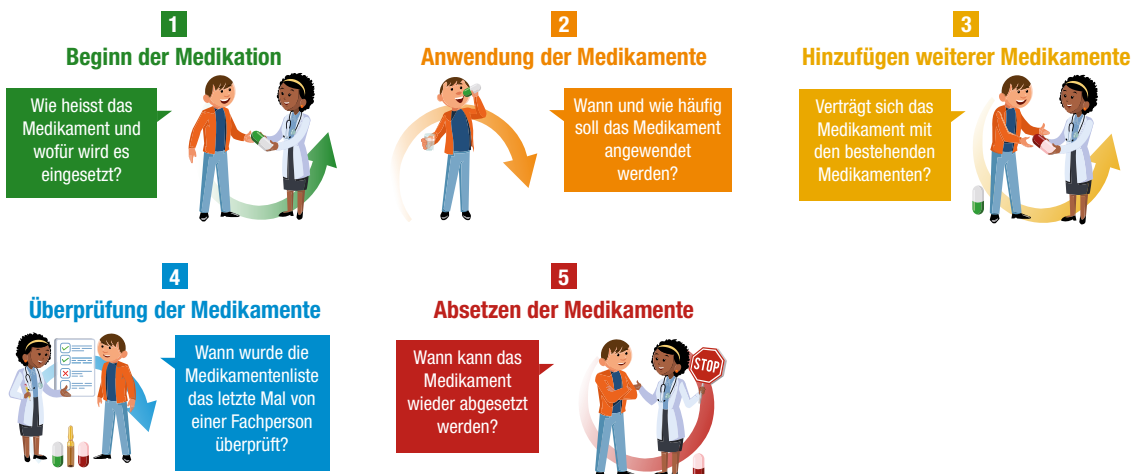 1
Beginn der Medikation
Wie heisst das
Medikament und
wofür wird es
eingesetzt?
2
Anwendung der Medikamente
Wann und wie häufig
soll das Medikament
angewendet
werden?
3
Hinzufügen weiterer Medikamente
Verträgt sich das
Medikament mit
den bestehenden
Medikamenten?
4
Überprüfung der Medikamente
Wann wurde die
Medikamentenliste
das letzte Mal von
einer Fachperson
überprüft?
5
Absetzen der Medikamente
Wann kann das
Medikament
wieder abgesetzt
werden?
STOP